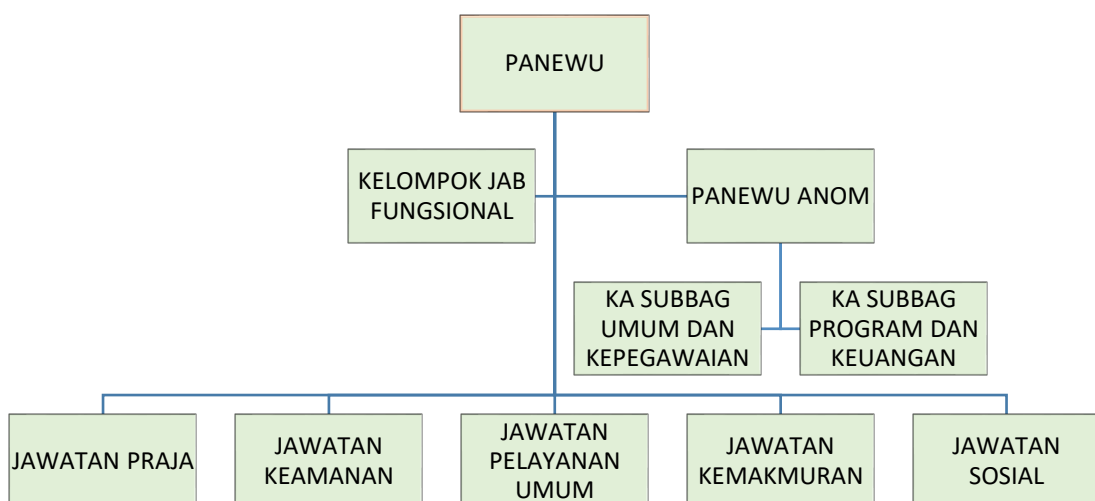 PANEWU
KELOMPOK JAB
FUNGSIONAL
PANEWU ANOM
KA SUBBAG
UMUM DAN
KEPEGAWAIAN
KA SUBBAG
PROGRAM DAN
KEUANGAN
JAWATAN PRAJA
JAWATAN
KEAMANAN
JAWATAN
PELAYANAN
UMUM
JAWATAN
KEMAKMURAN
JAWATAN
SOSIAL